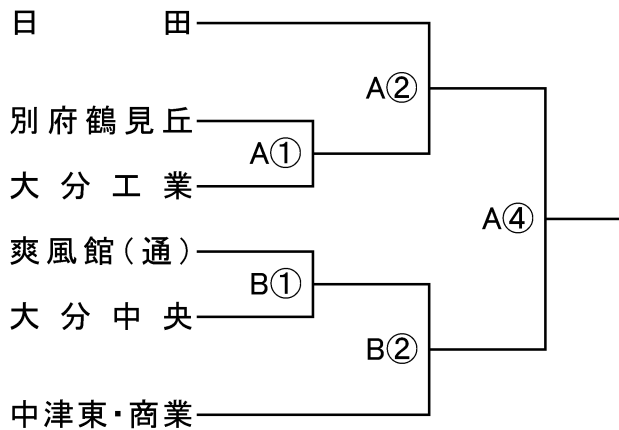 日田
A②
別府鶴見丘
A①
大分工業
A④
爽風館(通)
B①
大分中央
B②
中津東・商業